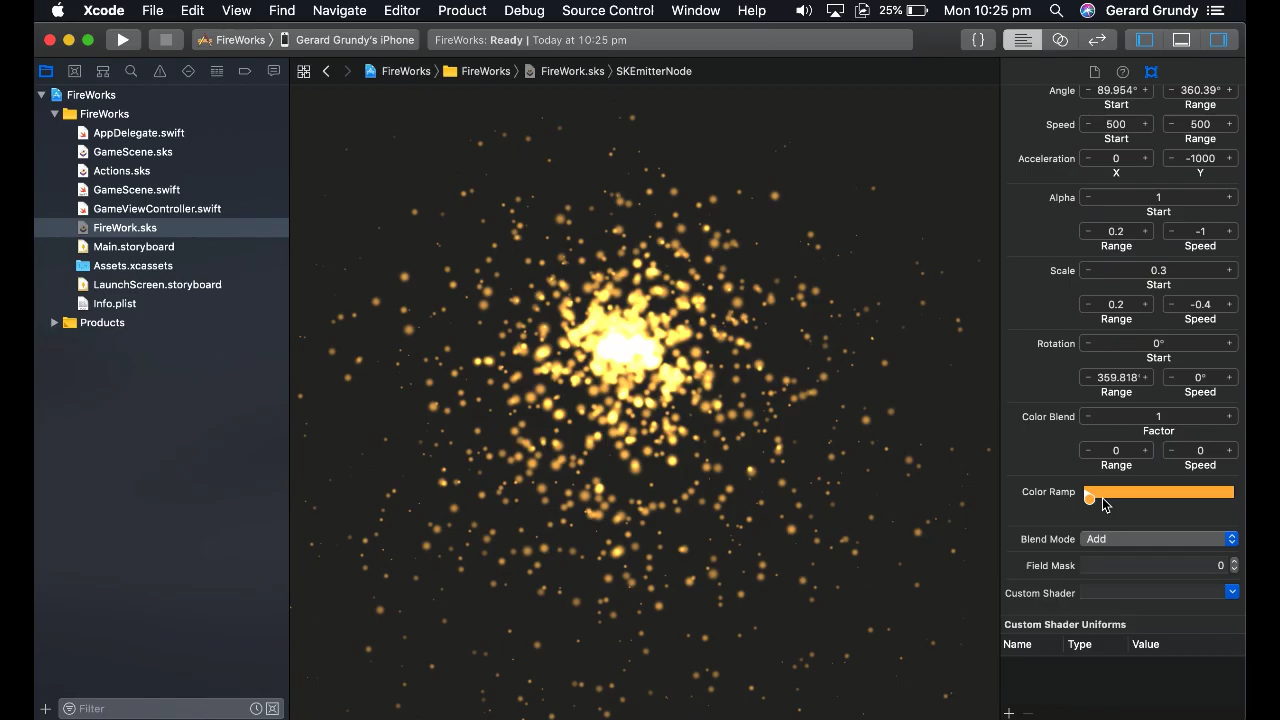 Xcode File Edit View Find Navigate Editor Product Debug Source Control Window Help 25% Mon 10:25 pm Gerard Grundy
FireWorks Gerard Grundy's iPhone FireWorks: Ready | Today at 10:25 pm { }
FireWorks FireWorks FireWork.sks SKEmitterNode
FireWorks
FireWorks
AppDelegate.swift
GameScene.sks
Actions.sks
GameScene.swift
GameViewController.swift
FireWork.sks
Main.storyboard
Assets.xcassets
LaunchScreen.storyboard
Info.plist
Products
Filter
Angle − 89.954° + − 360.39° +
Start Range
Speed − 500 + − 500 +
Start Range
Acceleration − 0 + − -1000 +
X Y
Alpha − 1 +
Start
− 0.2 + − -1 +
Range Speed
Scale − 0.3 +
Start
− 0.2 + − -0.4 +
Range Speed
Rotation − 0° +
Start
− 359.818° + − 0° +
Range Speed
Color Blend − 1 +
Factor
− 0 + − 0 +
Range Speed
Color Ramp
Blend Mode Add
Field Mask 0
Custom Shader
Custom Shader Uniforms
Name Type Value